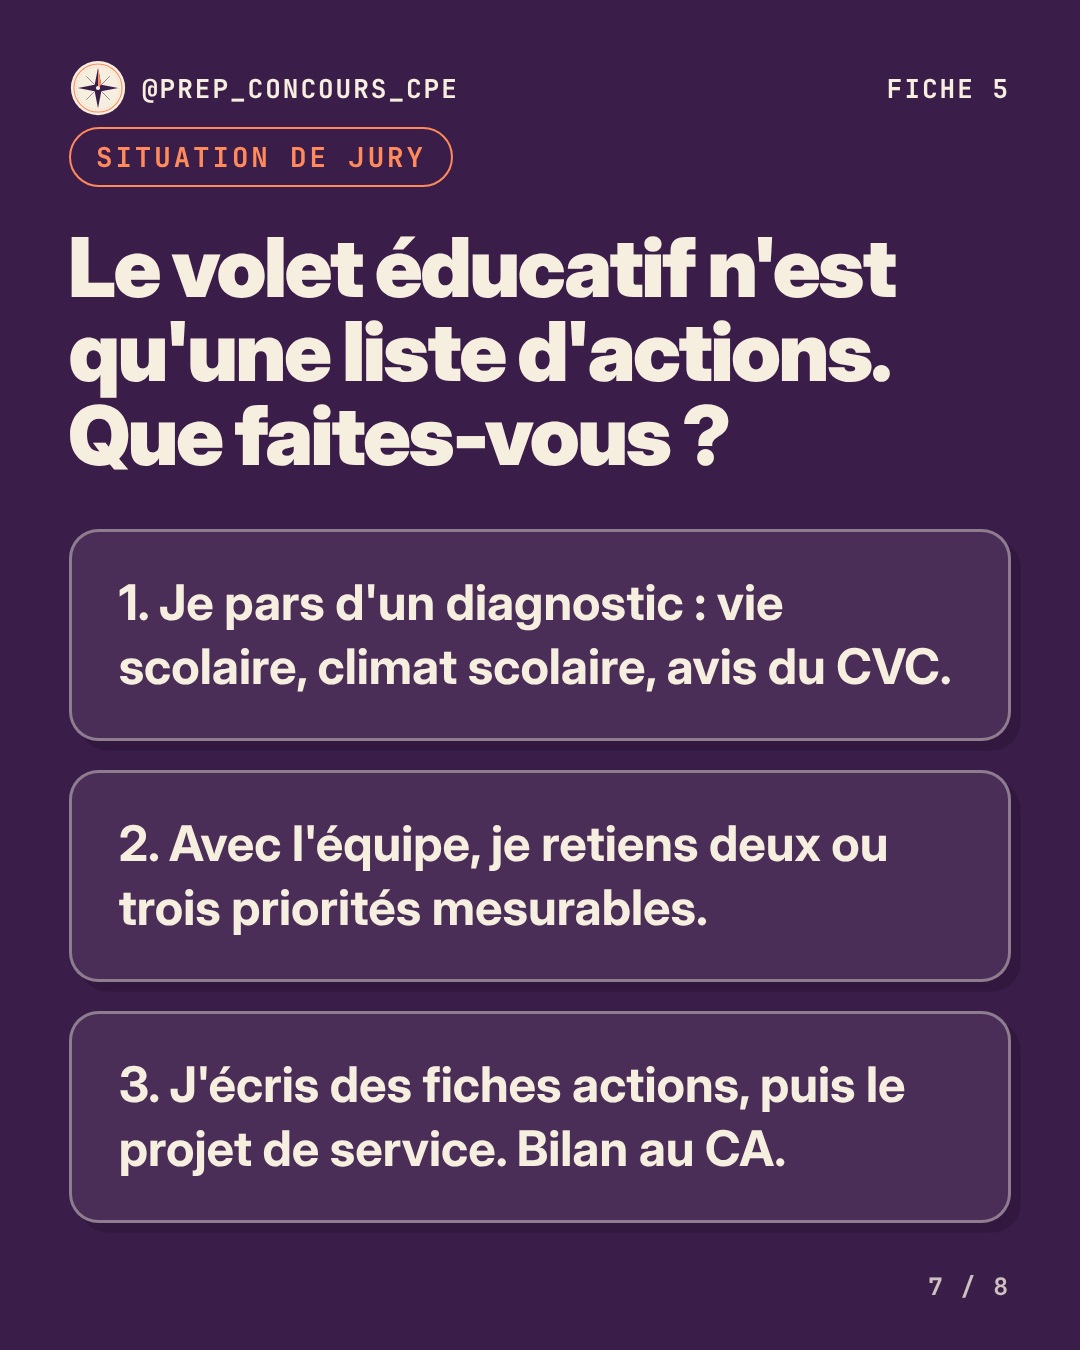 @PREP_CONCOURS_CPE
FICHE 5
SITUATION DE JURY
Le volet éducatif n'est
qu'une liste d'actions.
Que faites-vous ?
1. Je pars d'un diagnostic : vie
scolaire, climat scolaire, avis du CVC.
2. Avec l'équipe, je retiens deux ou
trois priorités mesurables.
3. J'écris des fiches actions, puis le
projet de service. Bilan au CA.
7 / 8